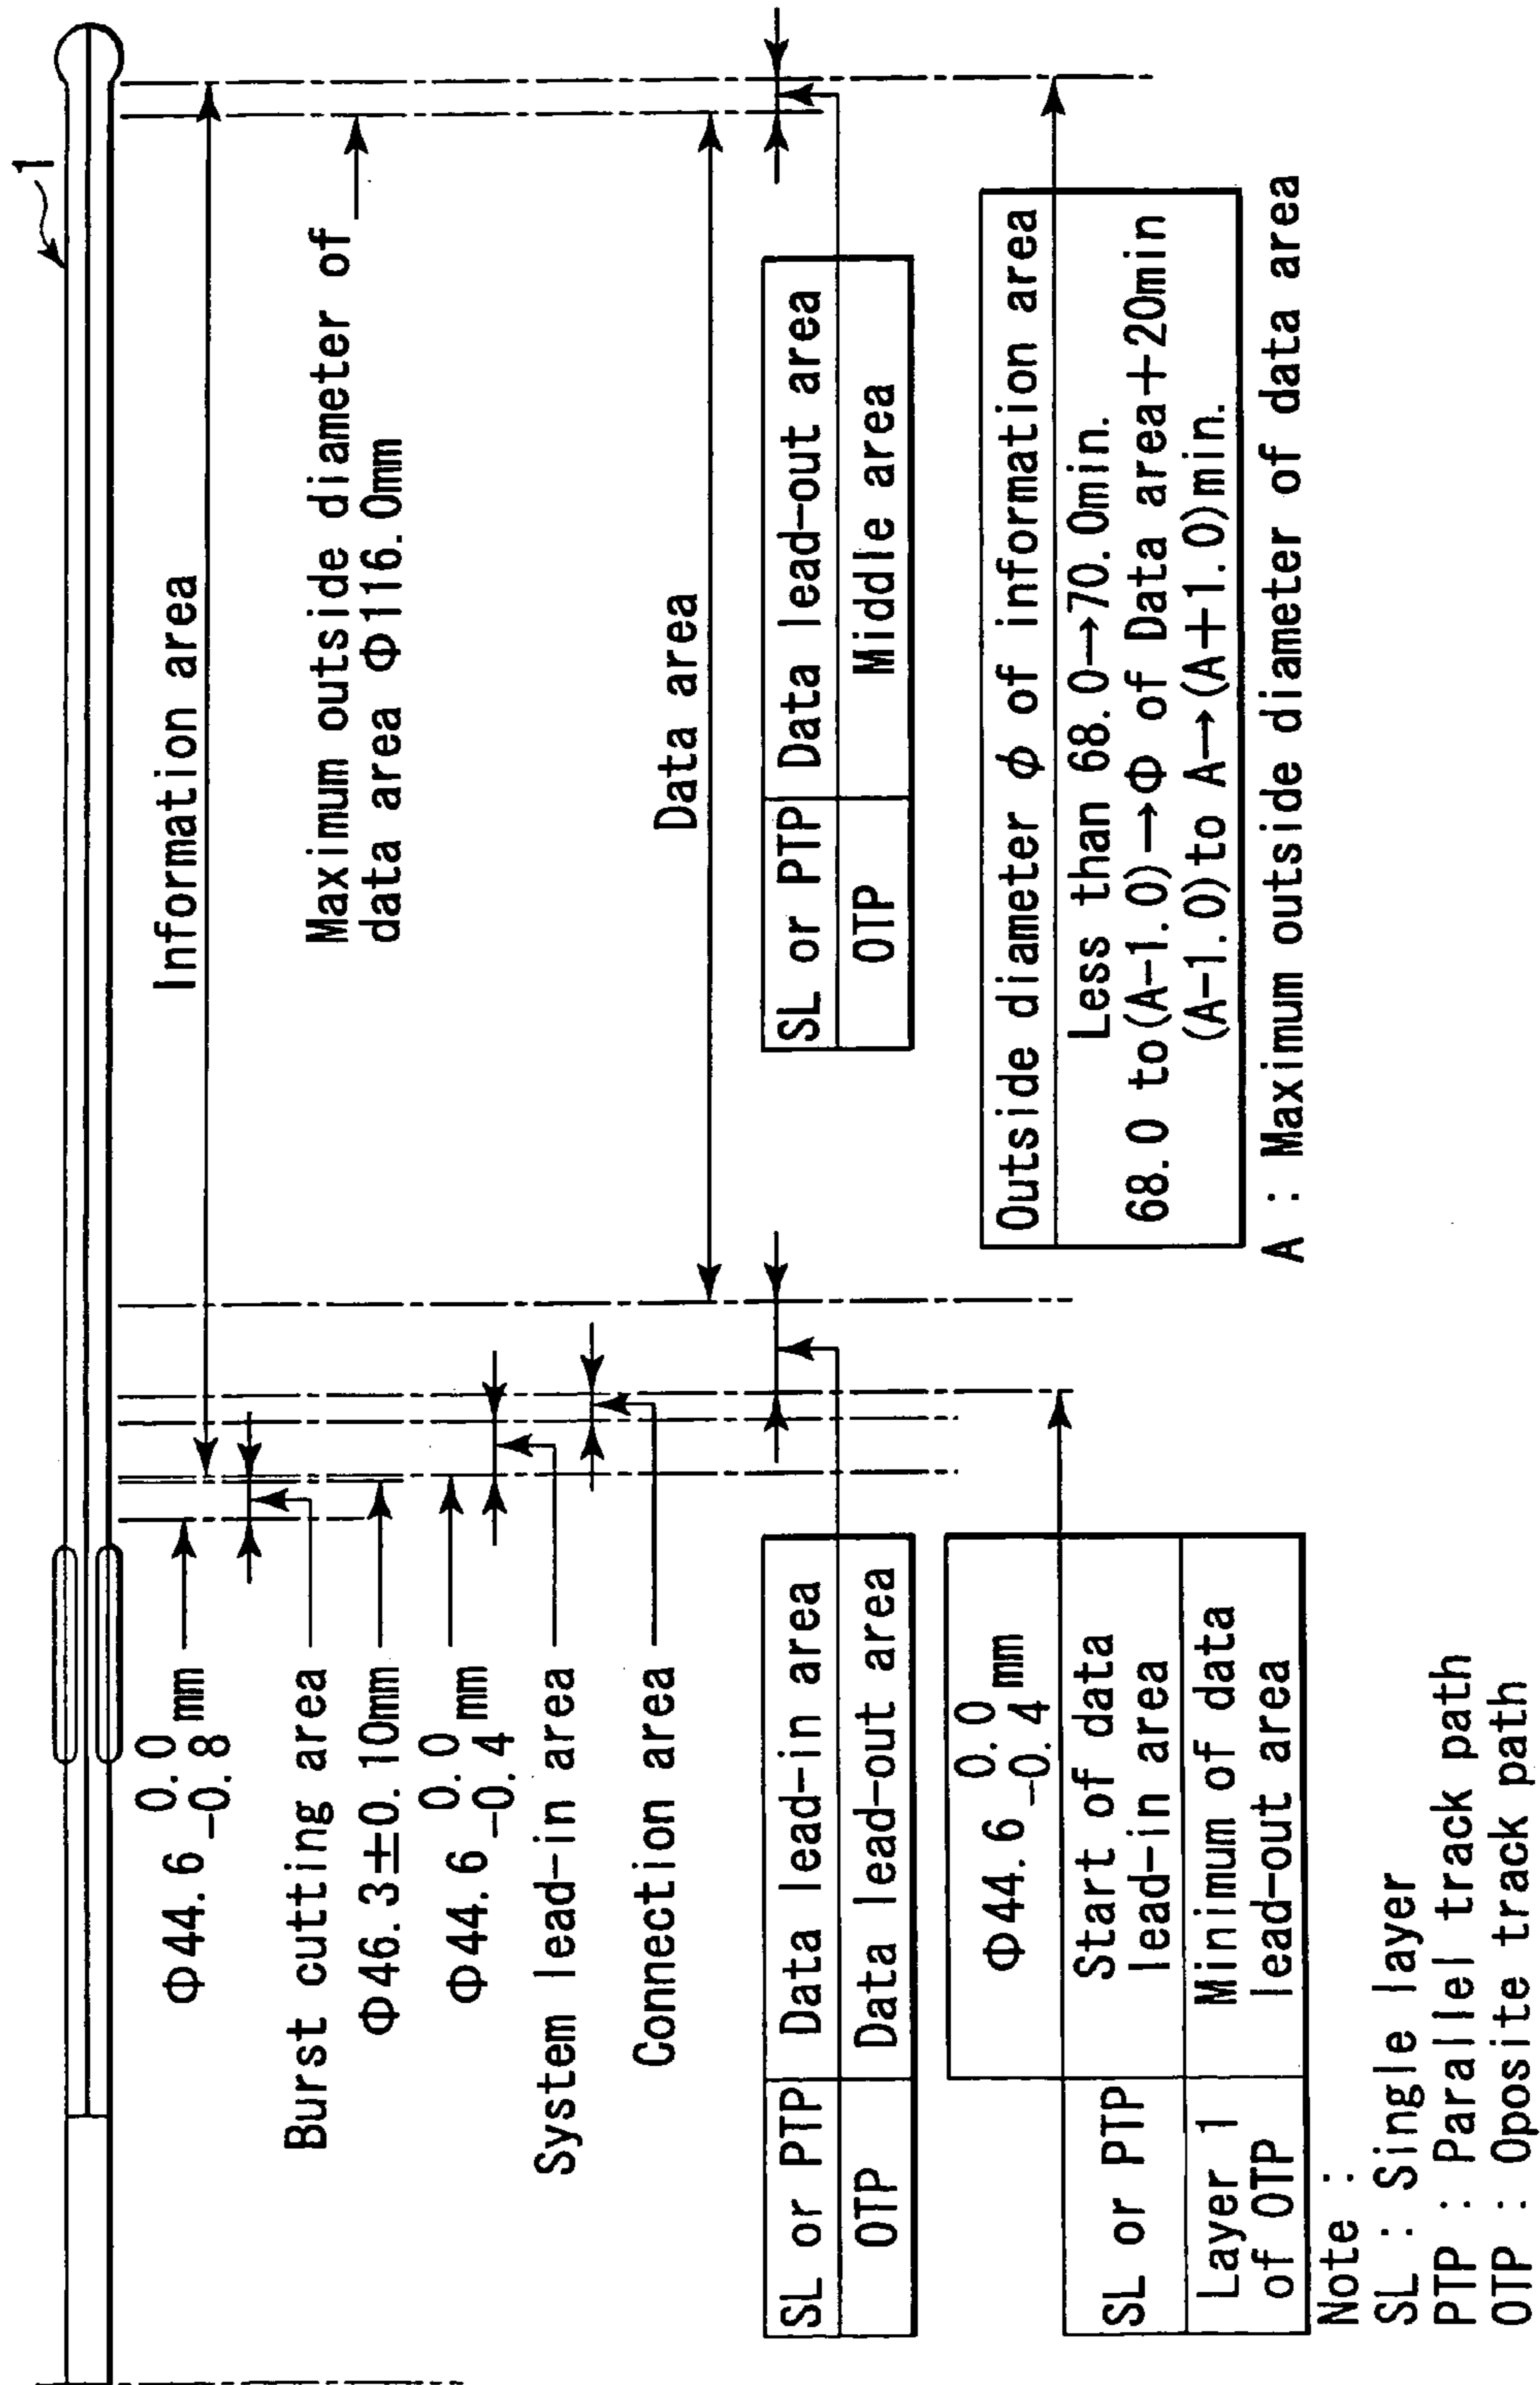 1
Information area
Maximum outside diameter of
data area Φ116.0mm
Φ44.6 0.0 -0.8 mm
Burst cutting area
Φ46.3±0.10mm
Φ44.6 0.0 -0.4 mm
System lead-in area
Connection area
Data area
SL or PTP Data lead-in area
OTP Data lead-out area
SL or PTP Data lead-out area
OTP Middle area
Φ44.6 0.0 -0.4 mm
SL or PTP Start of data
lead-in area
Layer 1 Minimum of data
of OTP lead-out area
Outside diameter ϕ of information area
Less than 68.0→70.0min.
68.0 to(A-1.0)→Φ of Data area+20min
(A-1.0)to A→(A+1.0)min.
A : Maximum outside diameter of data area
Note :
SL : Single layer
PTP : Parallel track path
OTP : Oposite track path